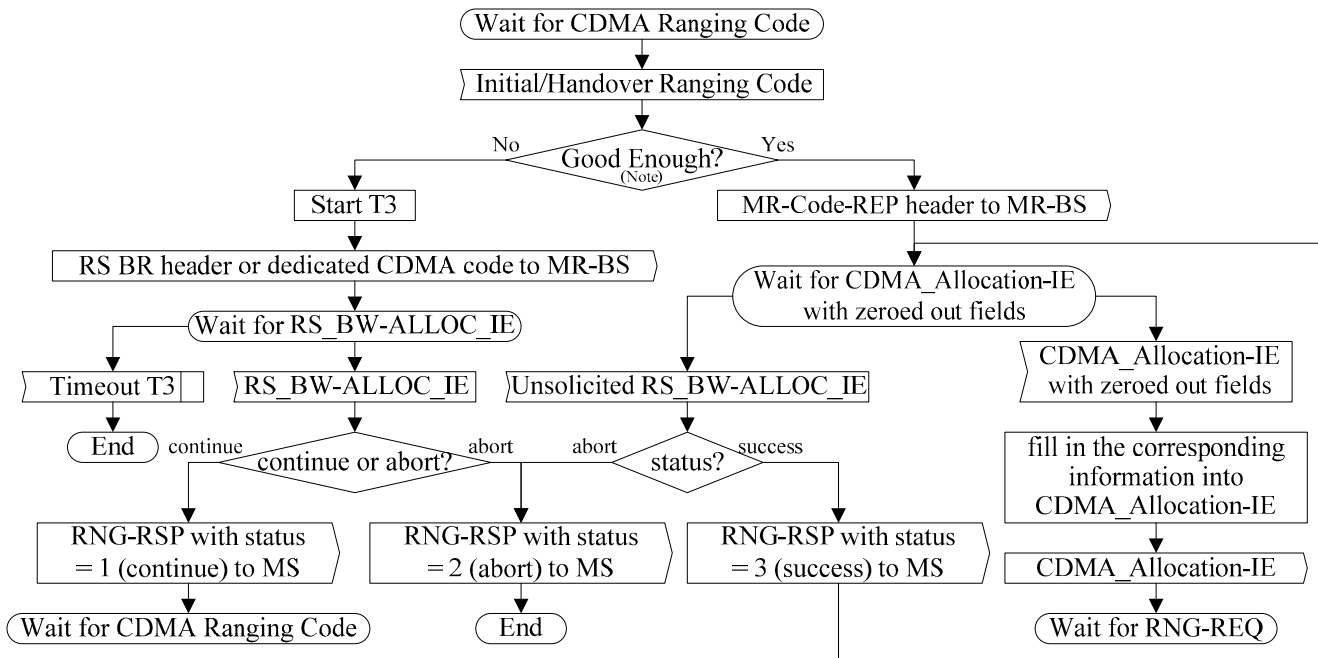 Wait for CDMA Ranging Code
Initial/Handover Ranging Code
No
Good Enough?
(Note)
Yes
Start T3
MR-Code-REP header to MR-BS
RS BR header or dedicated CDMA code to MR-BS
Wait for CDMA_Allocation-IE
with zeroed out fields
Wait for RS_BW-ALLOC_IE
Timeout T3
RS_BW-ALLOC_IE
Unsolicited RS_BW-ALLOC_IE
CDMA_Allocation-IE
with zeroed out fields
End
continue
continue or abort?
abort
abort
status?
success
fill in the corresponding
information into
CDMA_Allocation-IE
RNG-RSP with status
= 1 (continue) to MS
RNG-RSP with status
= 2 (abort) to MS
RNG-RSP with status
= 3 (success) to MS
CDMA_Allocation-IE
Wait for CDMA Ranging Code
End
Wait for RNG-REQ